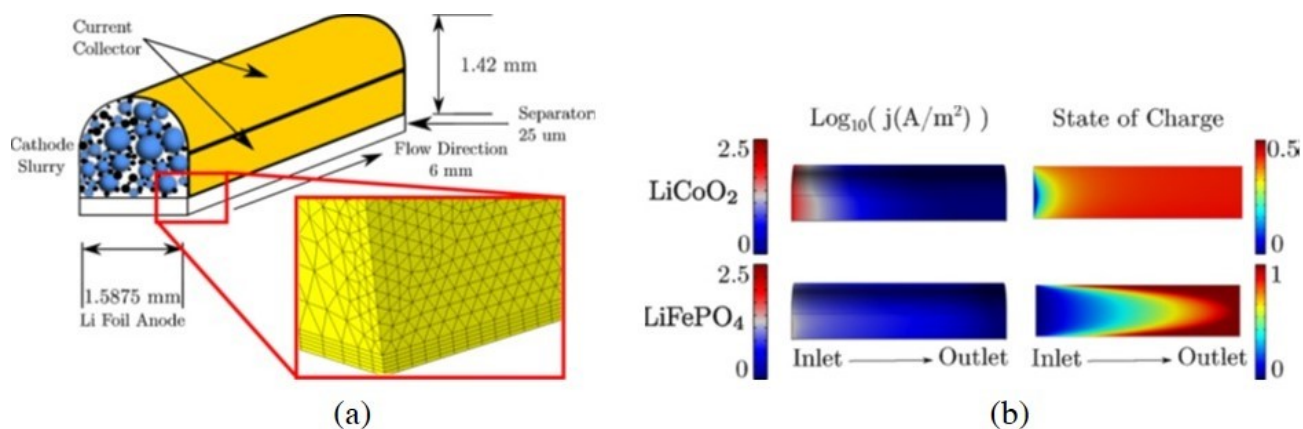 Current
Collector
1.42 mm
Separator
25 um
Cathode
Slurry
Flow Direction
6 mm
1.5875 mm
Li Foil Anode
(a)
Log₁₀( j(A/m²) )
State of Charge
2.5
0.5
LiCoO₂
0
0
2.5
1
LiFePO₄
0
Inlet
Outlet
Inlet
Outlet
0
(b)